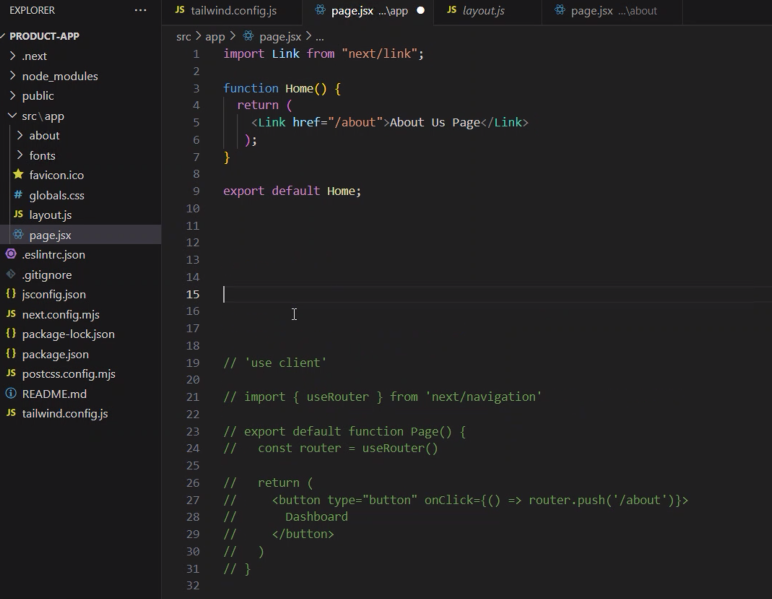 EXPLORER ...
PRODUCT-APP
.next
node_modules
public
src\app
about
fonts
favicon.ico
# globals.css
JS layout.js
page.jsx
.eslintrc.json
.gitignore
{} jsconfig.json
JS next.config.mjs
{} package-lock.json
{} package.json
JS postcss.config.mjs
README.md
JS tailwind.config.js
JS tailwind.config.js page.jsx ...\app JS layout.js page.jsx ...\about
src > app > page.jsx > ...
1 import Link from "next/link";
2
3 function Home() {
4 return (
5 <Link href="/about">About Us Page</Link>
6 );
7 }
8
9 export default Home;
10
11
12
13
14
15
16
17
18
19 // 'use client'
20
21 // import { useRouter } from 'next/navigation'
22
23 // export default function Page() {
24 // const router = useRouter()
25
26 // return (
27 // <button type="button" onClick={() => router.push('/about')}>
28 // Dashboard
29 // </button>
30 // )
31 // }
32